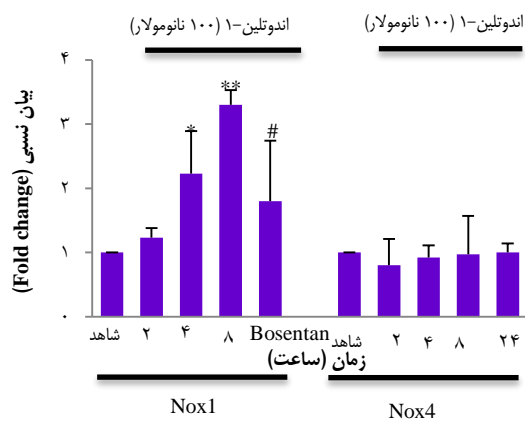 اندوتلین-۱ (۱۰۰ نانومولار)
اندوتلین-۱ (۱۰۰ نانومولار)
بیان نسبی (Fold change)
۴
۳
۲
۱
۰
*
**
#
شاهد ۲ ۴ ۸ Bosentan شاهد ۲ ۴ ۸ ۲۴
زمان (ساعت)
Nox1 Nox4